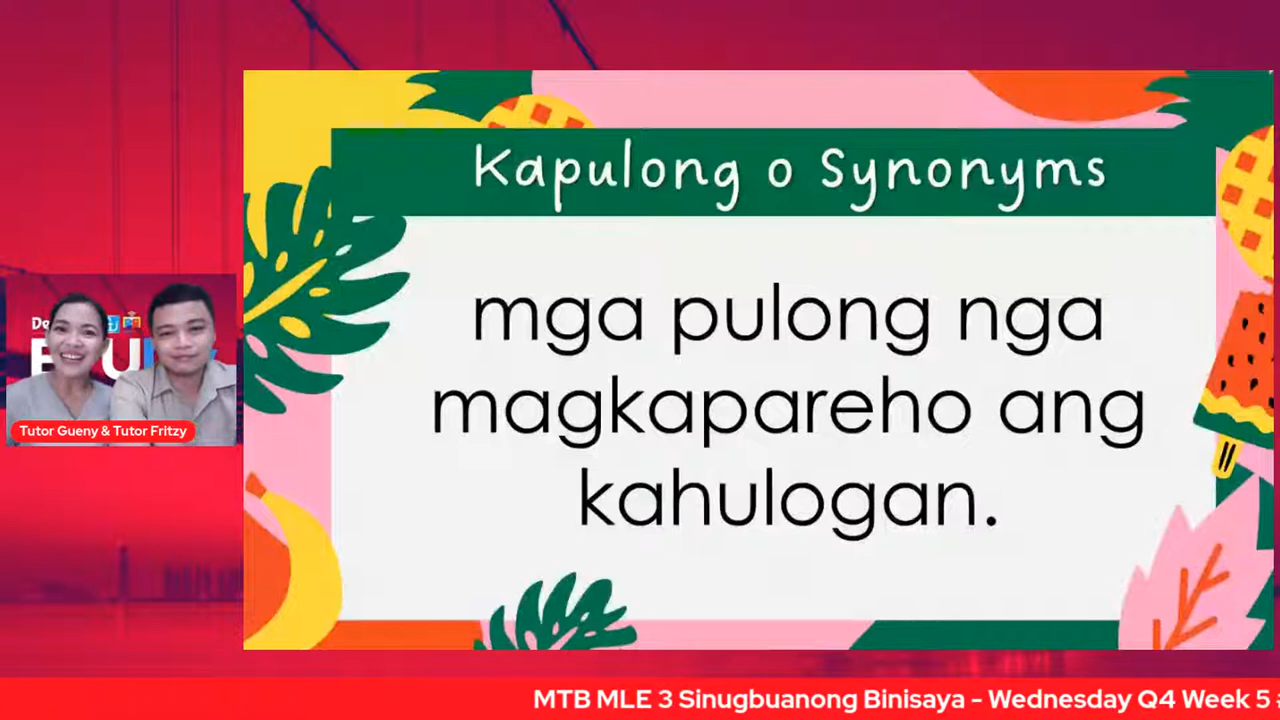 Kapulong o Synonyms
mga pulong nga
magkapareho ang
kahulogan.
Tutor Gueny & Tutor Fritzy
MTB MLE 3 Sinugbuanong Binisaya - Wednesday Q4 Week 5